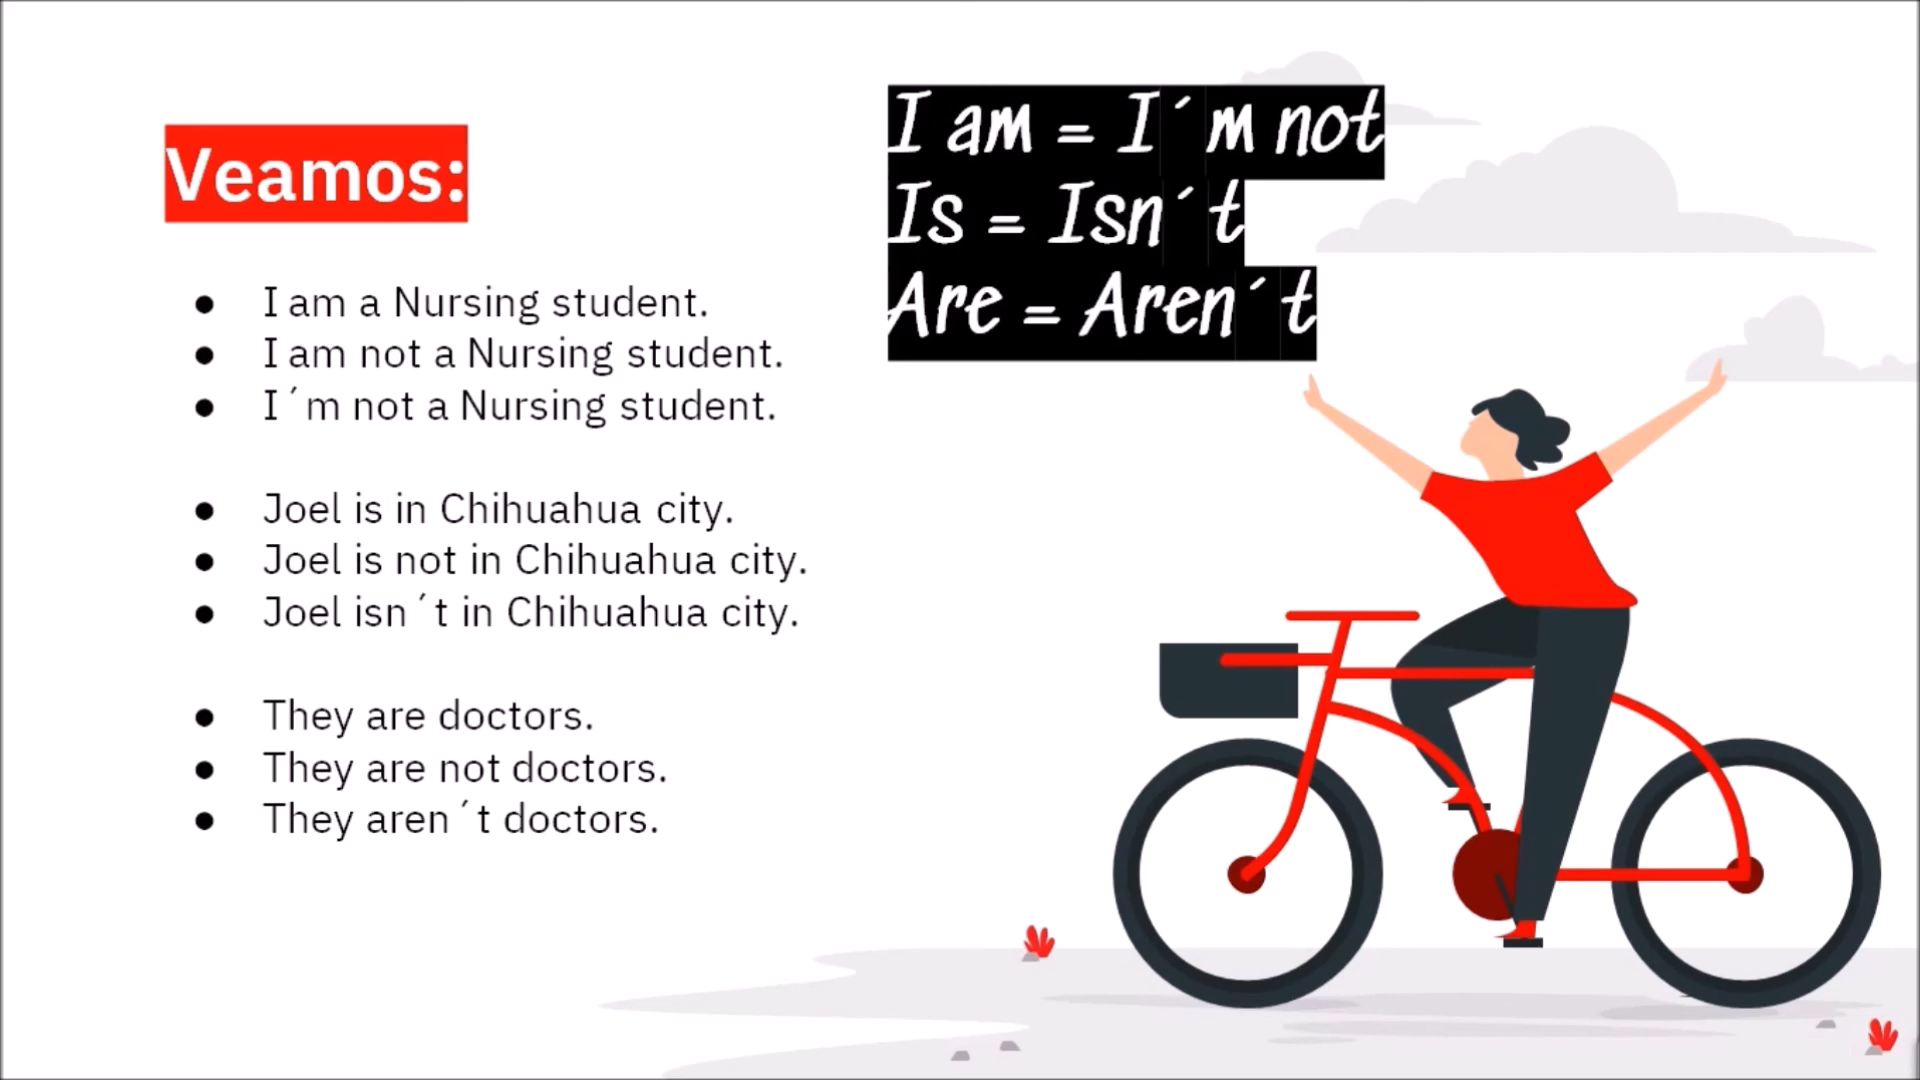 Veamos:
I am = I´m not
Is = Isn´t
Are = Aren´t
● I am a Nursing student.
● I am not a Nursing student.
● I´m not a Nursing student.
● Joel is in Chihuahua city.
● Joel is not in Chihuahua city.
● Joel isn´t in Chihuahua city.
● They are doctors.
● They are not doctors.
● They aren´t doctors.